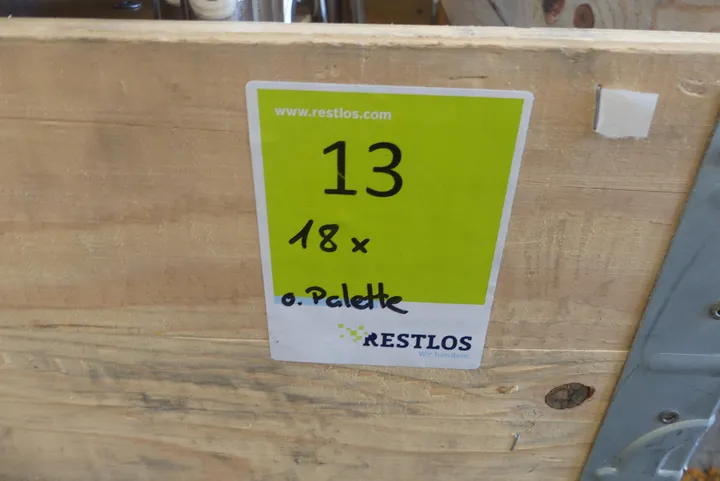 www.restlos.com
13
18 x
o. Palette
RESTLOS
Wir handeln.